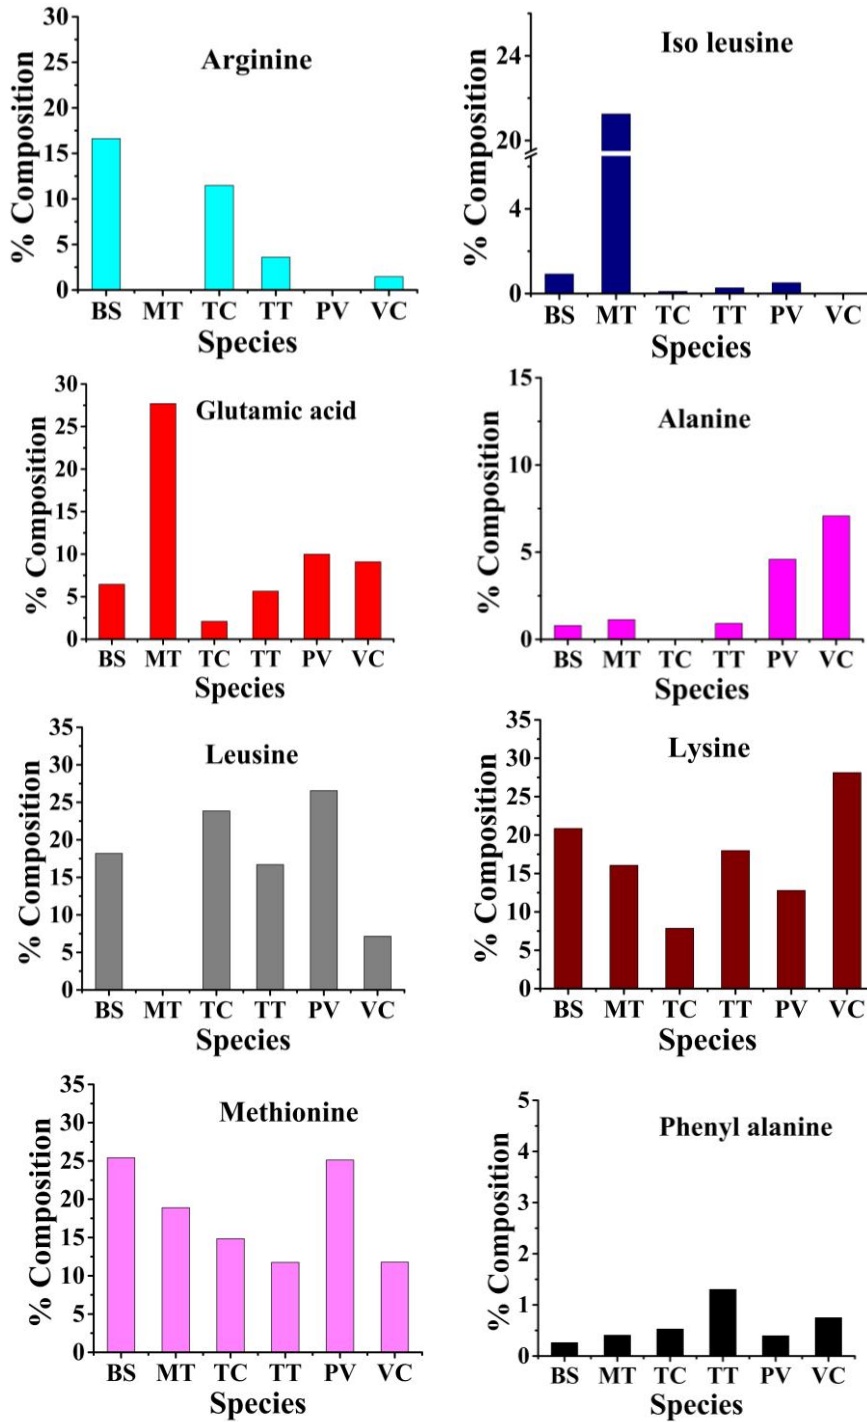 Arginine
% Composition
30
25
20
15
10
5
0
BS MT TC TT PV VC
Species
Iso leusine
% Composition
24
20
4
0
BS MT TC TT PV VC
Species
Glutamic acid
% Composition
30
25
20
15
10
5
0
BS MT TC TT PV VC
Species
Alanine
% Composition
15
10
5
0
BS MT TC TT PV VC
Species
Leusine
% Composition
35
30
25
20
15
10
5
0
BS MT TC TT PV VC
Species
Lysine
% Composition
35
30
25
20
15
10
5
0
BS MT TC TT PV VC
Species
Methionine
% Composition
35
30
25
20
15
10
5
0
BS MT TC TT PV VC
Species
Phenyl alanine
% Composition
5
4
3
2
1
0
BS MT TC TT PV VC
Species